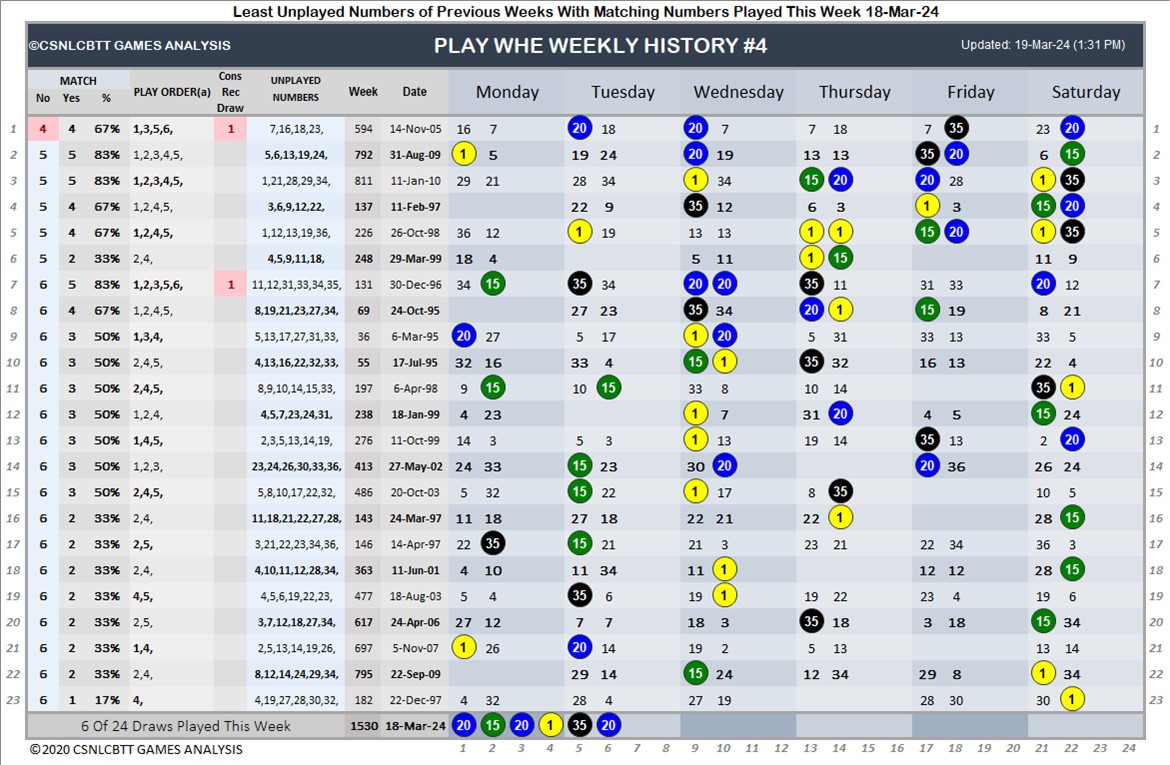 Least Unplayed Numbers of Previous Weeks With Matching Numbers Played This Week 18-Mar-24
©CSNLCBTT GAMES ANALYSIS PLAY WHE WEEKLY HISTORY #4 Updated: 19-Mar-24 (1:31 PM)
MATCH
No Yes % PLAY ORDER(a) Cons Rec Draw UNPLAYED NUMBERS Week Date Monday Tuesday Wednesday Thursday Friday Saturday
1 4 4 67% 1,3,5,6, 1 7,16,18,23, 594 14-Nov-05 16 7 20 18 20 7 7 18 7 35 23 20 1
2 5 5 83% 1,2,3,4,5, 5,6,13,19,24, 792 31-Aug-09 1 5 19 24 20 19 13 13 35 20 6 15 2
3 5 5 83% 1,2,3,4,5, 1,21,28,29,34, 811 11-Jan-10 29 21 28 34 1 34 15 20 20 28 1 35 3
4 5 4 67% 1,2,4,5, 3,6,9,12,22, 137 11-Feb-97 22 9 35 12 6 3 1 3 15 20 4
5 5 4 67% 1,2,4,5, 1,12,13,19,36, 226 26-Oct-98 36 12 1 19 13 13 1 1 15 20 1 35 5
6 5 2 33% 2,4, 4,5,9,11,18, 248 29-Mar-99 18 4 5 11 1 15 11 9 6
7 6 5 83% 1,2,3,5,6, 1 11,12,31,33,34,35, 131 30-Dec-96 34 15 35 34 20 20 35 11 31 33 20 12 7
8 6 4 67% 1,2,4,5, 8,19,21,23,27,34, 69 24-Oct-95 27 23 35 34 20 1 15 19 8 21 8
9 6 3 50% 1,3,4, 5,13,17,27,31,33, 36 6-Mar-95 20 27 5 17 1 20 5 31 33 13 33 5 9
10 6 3 50% 2,4,5, 4,13,16,22,32,33, 55 17-Jul-95 32 16 33 4 15 1 35 32 16 13 22 4 10
11 6 3 50% 2,4,5, 8,9,10,14,15,33, 197 6-Apr-98 9 15 10 15 33 8 10 14 35 1 11
12 6 3 50% 1,2,4, 4,5,7,23,24,31, 238 18-Jan-99 4 23 1 7 31 20 4 5 15 24 12
13 6 3 50% 1,4,5, 2,3,5,13,14,19, 276 11-Oct-99 14 3 5 3 1 13 19 14 35 13 2 20 13
14 6 3 50% 1,2,3, 23,24,26,30,33,36, 413 27-May-02 24 33 15 23 30 20 20 36 26 24 14
15 6 3 50% 2,4,5, 5,8,10,17,22,32, 486 20-Oct-03 5 32 15 22 1 17 8 35 10 5 15
16 6 2 33% 2,4, 11,18,21,22,27,28, 143 24-Mar-97 11 18 27 18 22 21 22 1 28 15 16
17 6 2 33% 2,5, 3,21,22,23,34,36, 146 14-Apr-97 22 35 15 21 21 3 23 21 22 34 36 3 17
18 6 2 33% 2,4, 4,10,11,12,28,34, 363 11-Jun-01 4 10 11 34 11 1 12 12 28 15 18
19 6 2 33% 4,5, 4,5,6,19,22,23, 477 18-Aug-03 5 4 35 6 19 1 19 22 23 4 19 6 19
20 6 2 33% 2,5, 3,7,12,18,27,34, 617 24-Apr-06 27 12 7 7 18 3 35 18 3 18 15 34 20
21 6 2 33% 1,4, 2,5,13,14,19,26, 697 5-Nov-07 1 26 20 14 19 2 5 13 13 14 21
22 6 2 33% 2,4, 8,12,14,24,29,34, 795 22-Sep-09 29 14 15 24 12 34 29 8 1 34 22
23 6 1 17% 4, 4,19,27,28,30,32, 182 22-Dec-97 4 32 28 4 27 19 28 30 30 1 23
6 Of 24 Draws Played This Week 1530 18-Mar-24 20 15 20 1 35 20
©2020 CSNLCBTT GAMES ANALYSIS 1 2 3 4 5 6 7 8 9 10 11 12 13 14 15 16 17 18 19 20 21 22 23 24